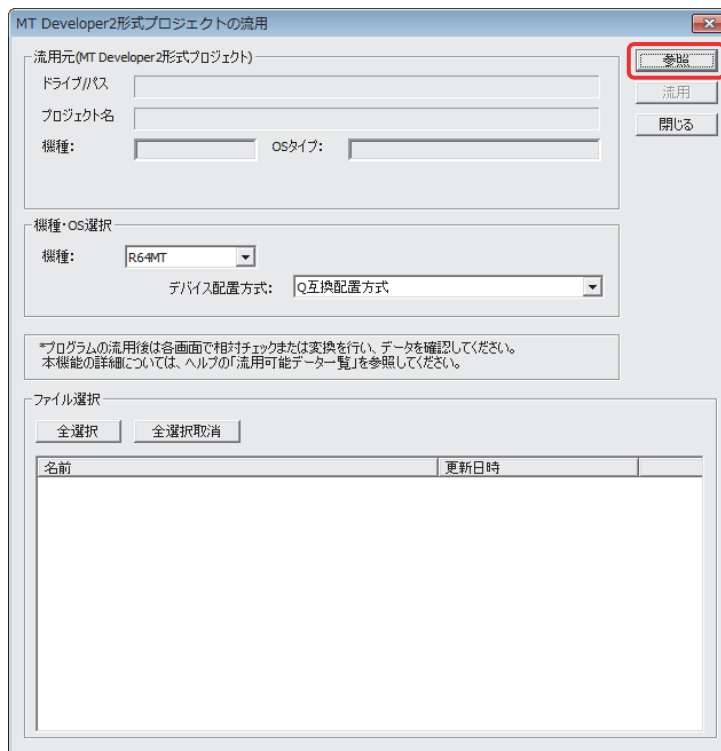 MT Developer2形式プロジェクトの流用
流用元(MT Developer2形式プロジェクト)
参照
ドライブ/パス
流用
プロジェクト名
閉じる
機種:
OSタイプ:
機種・OS選択
機種:
R64MT
デバイス配置方式:
Q互換配置方式
*プログラムの流用後は各画面で相対チェックまたは変換を行い、データを確認してください。
本機能の詳細については、ヘルプの「流用可能データ一覧」を参照してください。
ファイル選択
全選択
全選択取消
名前
更新日時